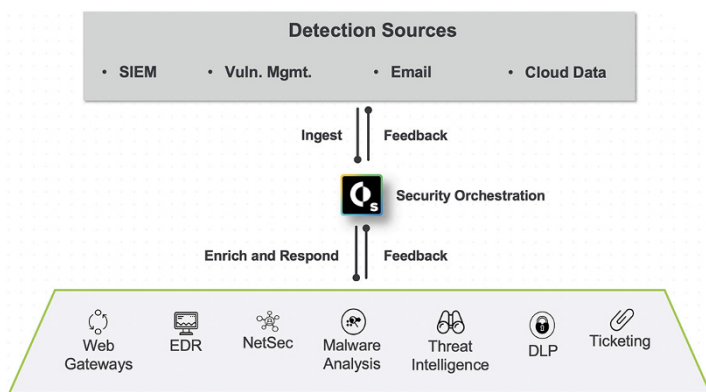 Detection Sources
• SIEM • Vuln. Mgmt. • Email • Cloud Data
Ingest Feedback
s
Security Orchestration
Enrich and Respond Feedback
Web Gateways
EDR
NetSec
Malware Analysis
Threat Intelligence
DLP
Ticketing